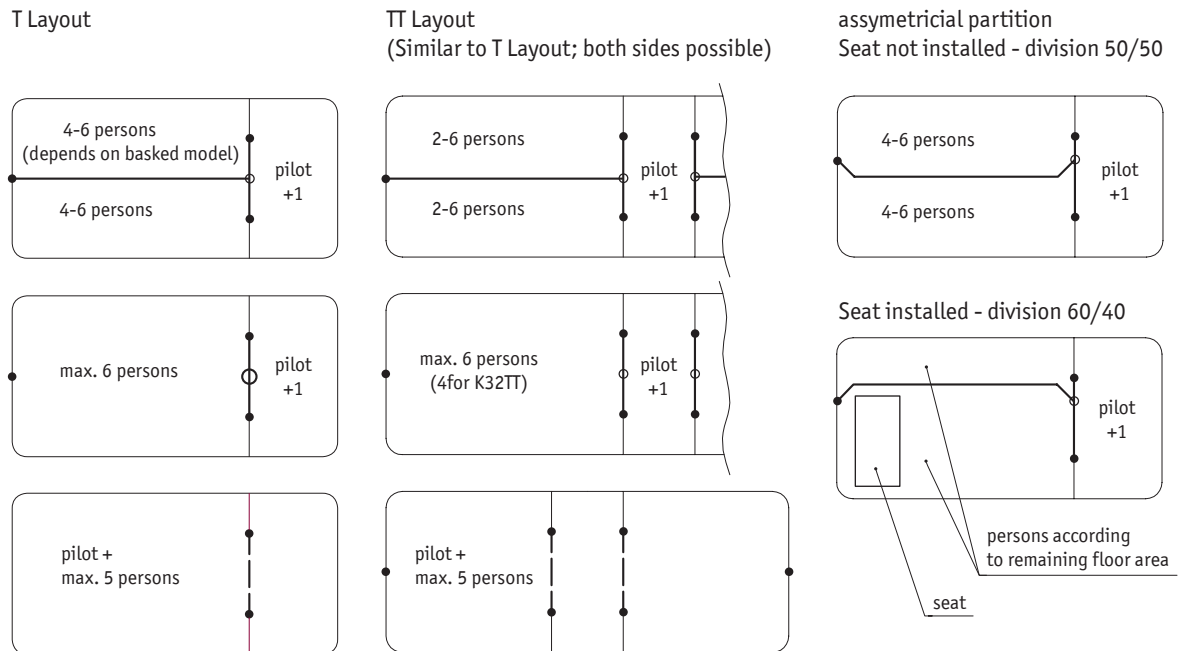 T Layout
4-6 persons
(depends on basked model)
4-6 persons
pilot
+1
max. 6 persons
pilot
+1
pilot +
max. 5 persons
TT Layout
(Similar to T Layout; both sides possible)
2-6 persons
2-6 persons
pilot
+1
max. 6 persons
(4for K32TT)
pilot
+1
pilot +
max. 5 persons
assymetricial partition
Seat not installed - division 50/50
4-6 persons
4-6 persons
pilot
+1
Seat installed - division 60/40
pilot
+1
persons according
to remaining floor area
seat